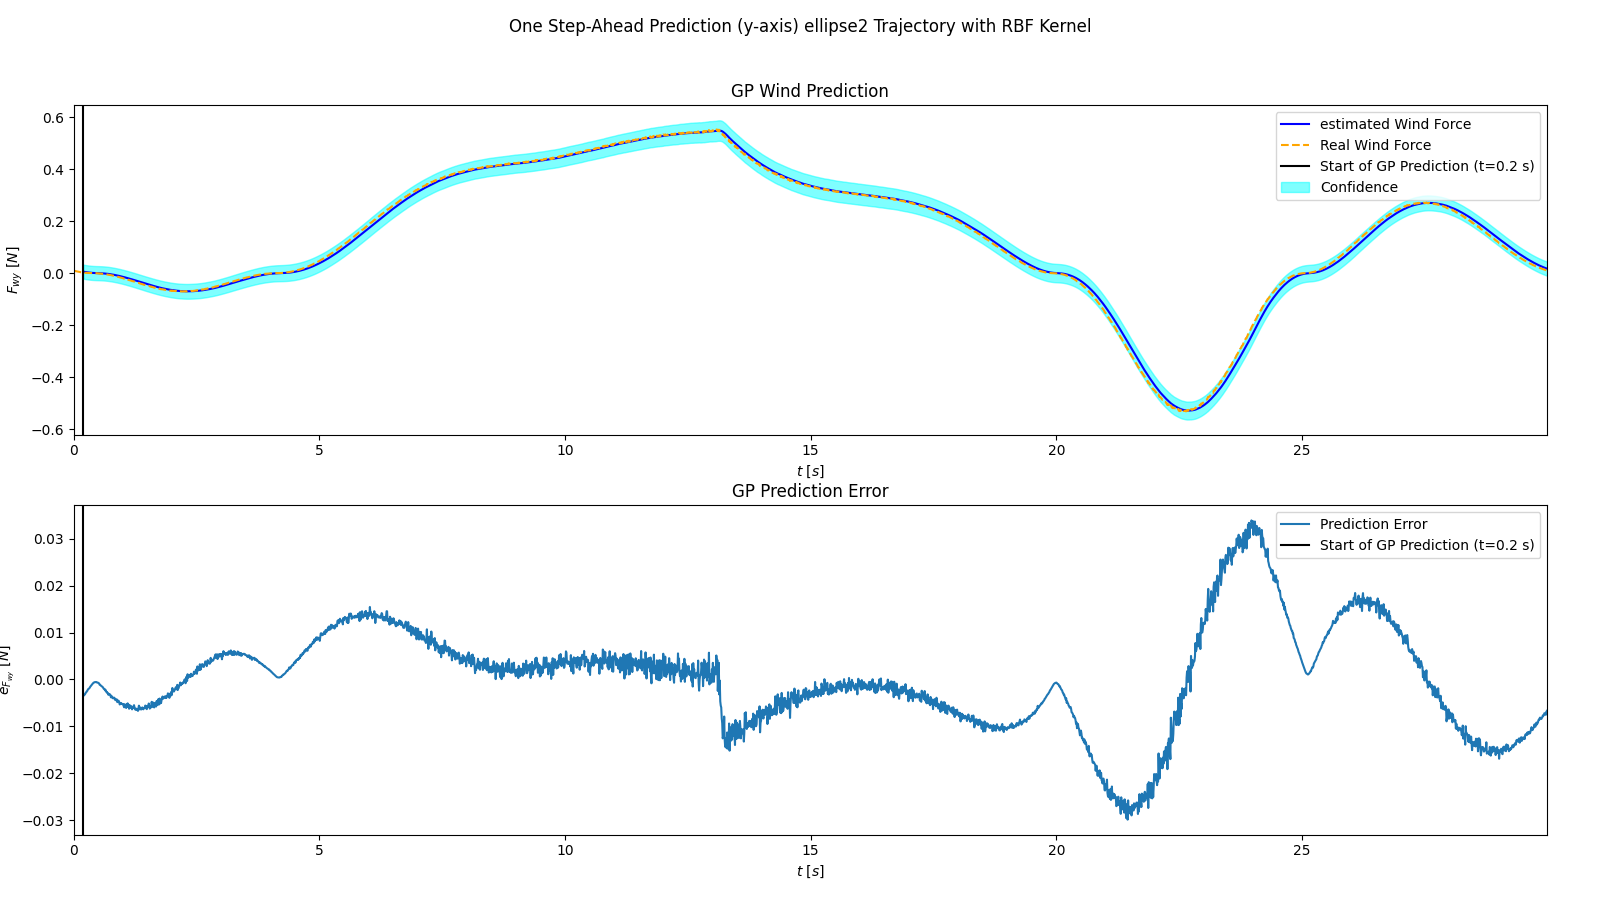 One Step-Ahead Prediction (y-axis) ellipse2 Trajectory with RBF Kernel
GP Wind Prediction
0.6
0.4
0.2
0.0
−0.2
−0.4
−0.6
F_wy [N]
estimated Wind Force
Real Wind Force
Start of GP Prediction (t=0.2 s)
Confidence
0 5 10 15 20 25
t [s]
GP Prediction Error
0.03
0.02
0.01
0.00
−0.01
−0.02
−0.03
e_F_wy [N]
Prediction Error
Start of GP Prediction (t=0.2 s)
0 5 10 15 20 25
t [s]